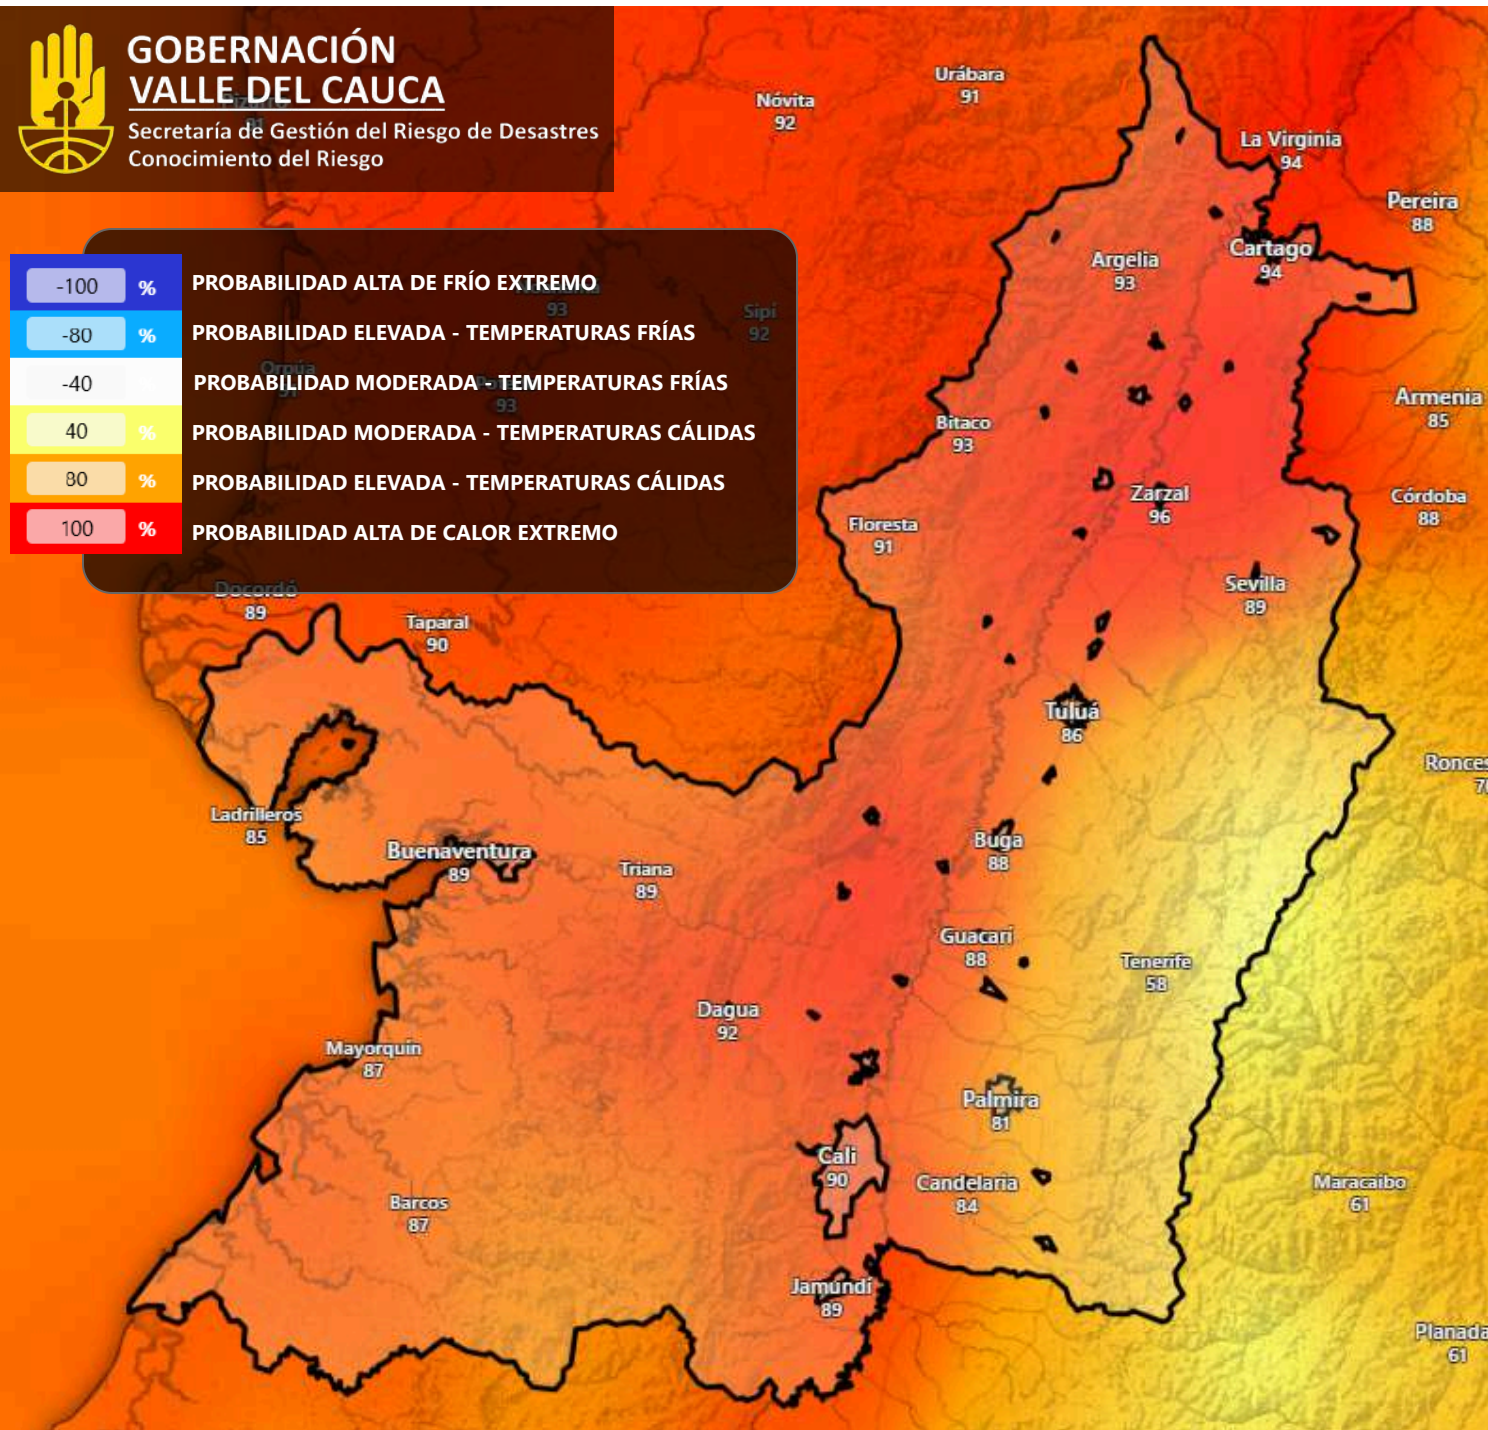 GOBERNACIÓN
VALLE DEL CAUCA
Secretaría de Gestión del Riesgo de Desastres
Conocimiento del Riesgo
-100 % PROBABILIDAD ALTA DE FRÍO EXTREMO
-80 % PROBABILIDAD ELEVADA - TEMPERATURAS FRÍAS
-40 % PROBABILIDAD MODERADA - TEMPERATURAS FRÍAS
40 % PROBABILIDAD MODERADA - TEMPERATURAS CÁLIDAS
80 % PROBABILIDAD ELEVADA - TEMPERATURAS CÁLIDAS
100 % PROBABILIDAD ALTA DE CALOR EXTREMO
Urábara
91
Nóvita
92
La Virginia
94
Pereira
88
Cartago
94
Argelia
93
93
Sipí
92
Orpúa
91
93
Armenia
85
Bitaco
93
Zarzal
96
Córdoba
88
Floresta
91
Sevilla
89
Docordó
89
Taparal
90
Tuluá
86
Ronces
Ladrilleros
85
Buenaventura
89
Triana
89
Buga
88
Guacarí
88
Tenerife
58
Dagua
92
Mayorquín
87
Palmira
81
Cali
90
Candelaria
84
Maracaibo
61
Barcos
87
Jamundí
89
Planada
61